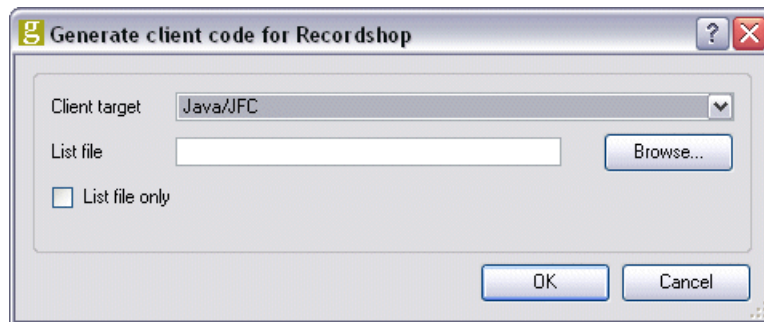 g Generate client code for Recordshop ?
Client target Java/JFC
List file Browse...
List file only
OK Cancel